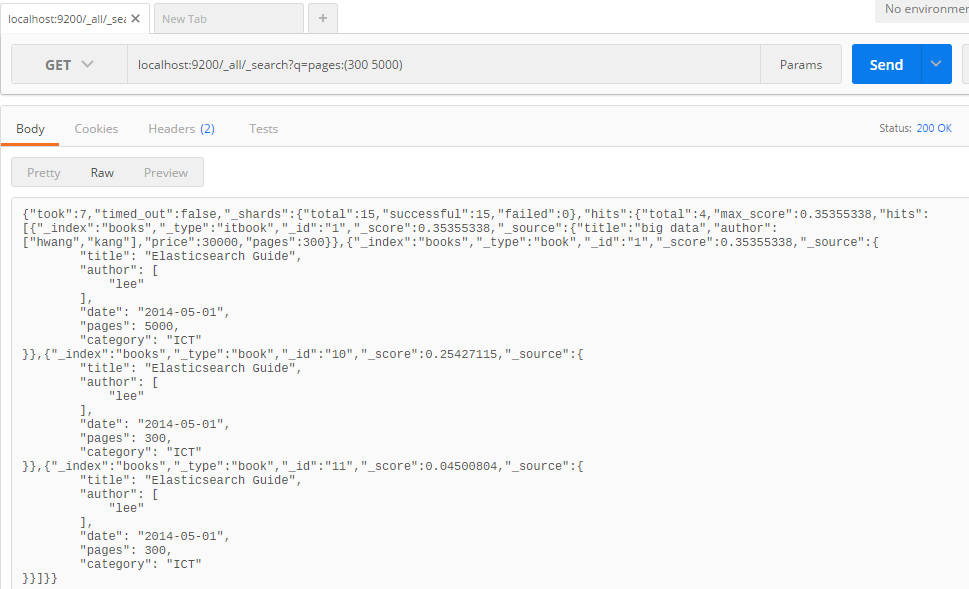 localhost:9200/_all/_sea
New Tab
No environmen
GET
localhost:9200/_all/_search?q=pages:(300 5000)
Params
Send
Body
Cookies
Headers (2)
Tests
Status: 200 OK
Pretty
Raw
Preview
{"took":7,"timed_out":false,"_shards":{"total":15,"successful":15,"failed":0},"hits":{"total":4,"max_score":0.35355338,"hits":
[{"_index":"books","_type":"itbook","_id":"1","_score":0.35355338,"_source":{"title":"big data","author":
["hwang","kang"],"price":30000,"pages":300}},{"_index":"books","_type":"book","_id":"1","_score":0.35355338,"_source":{
"title": "Elasticsearch Guide",
"author": [
"lee"
],
"date": "2014-05-01",
"pages": 5000,
"category": "ICT"
}},{"_index":"books","_type":"book","_id":"10","_score":0.25427115,"_source":{
"title": "Elasticsearch Guide",
"author": [
"lee"
],
"date": "2014-05-01",
"pages": 300,
"category": "ICT"
}},{"_index":"books","_type":"book","_id":"11","_score":0.04500804,"_source":{
"title": "Elasticsearch Guide",
"author": [
"lee"
],
"date": "2014-05-01",
"pages": 300,
"category": "ICT"
}}]}}